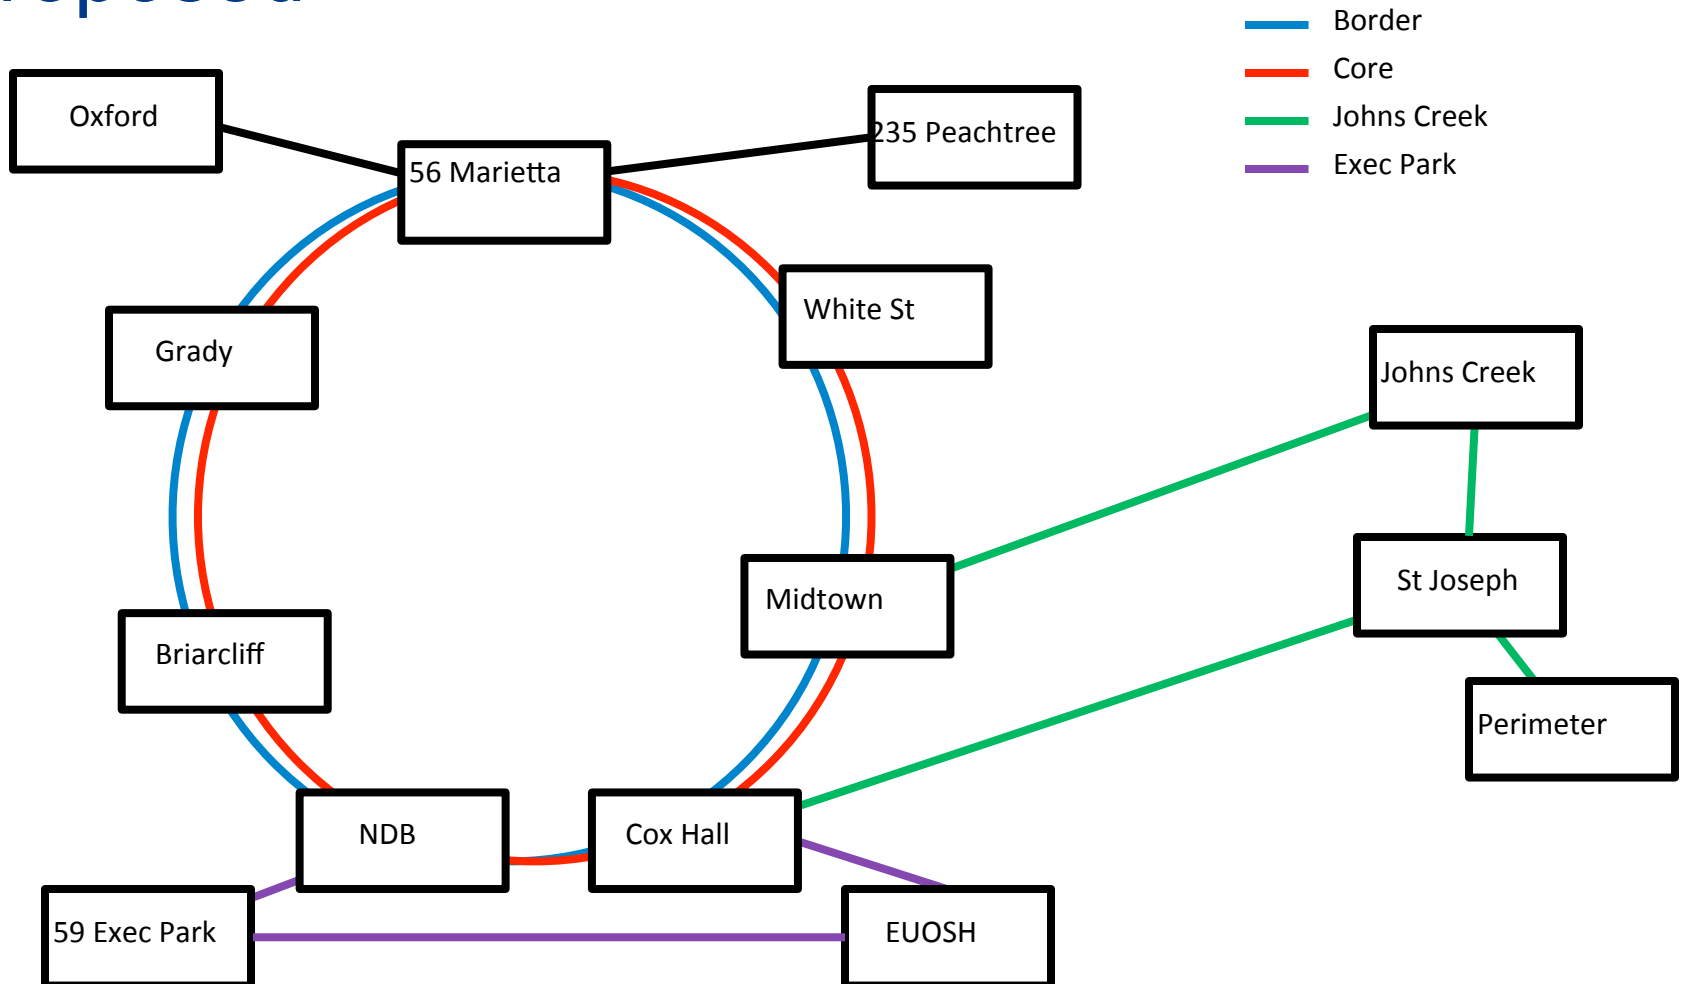 Border
Core
Johns Creek
Exec Park
Oxford
235 Peachtree
56 Marietta
White St
Grady
Johns Creek
St Joseph
Midtown
Briarcliff
Perimeter
NDB
Cox Hall
59 Exec Park
EUOSH